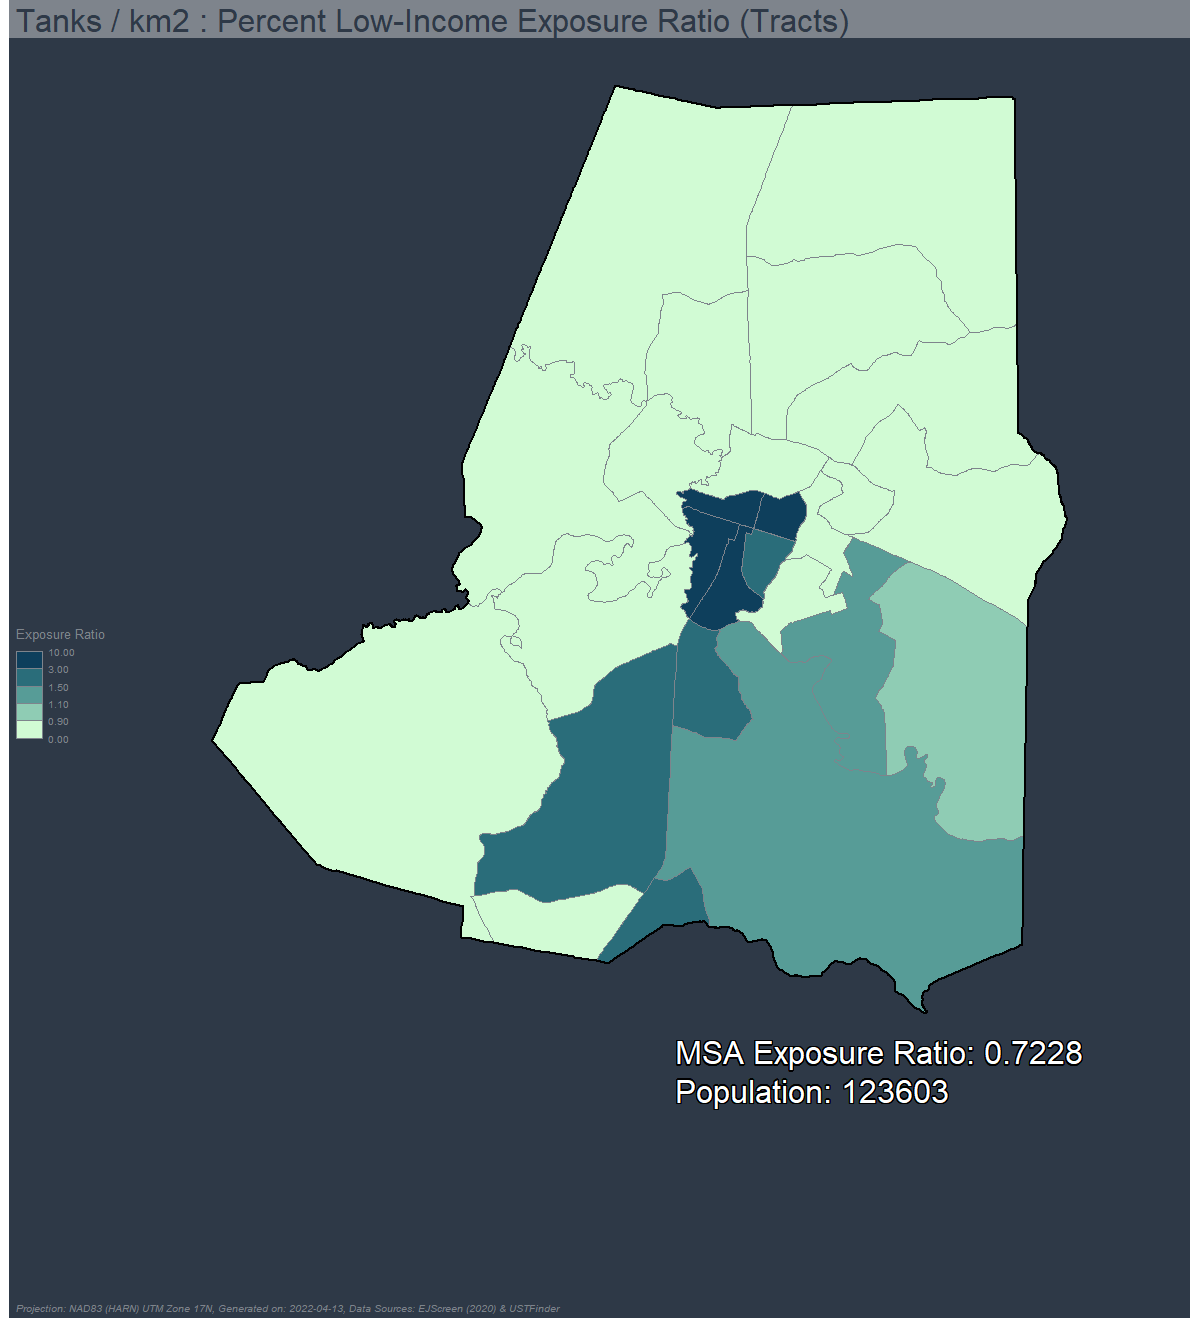 Tanks / km2 : Percent Low-Income Exposure Ratio (Tracts)
Exposure Ratio
10.00
3.00
1.50
1.10
0.90
0.00
MSA Exposure Ratio: 0.7228
Population: 123603
Projection: NAD83 (HARN) UTM Zone 17N, Generated on: 2022-04-13, Data Sources: EJScreen (2020) & USTFinder